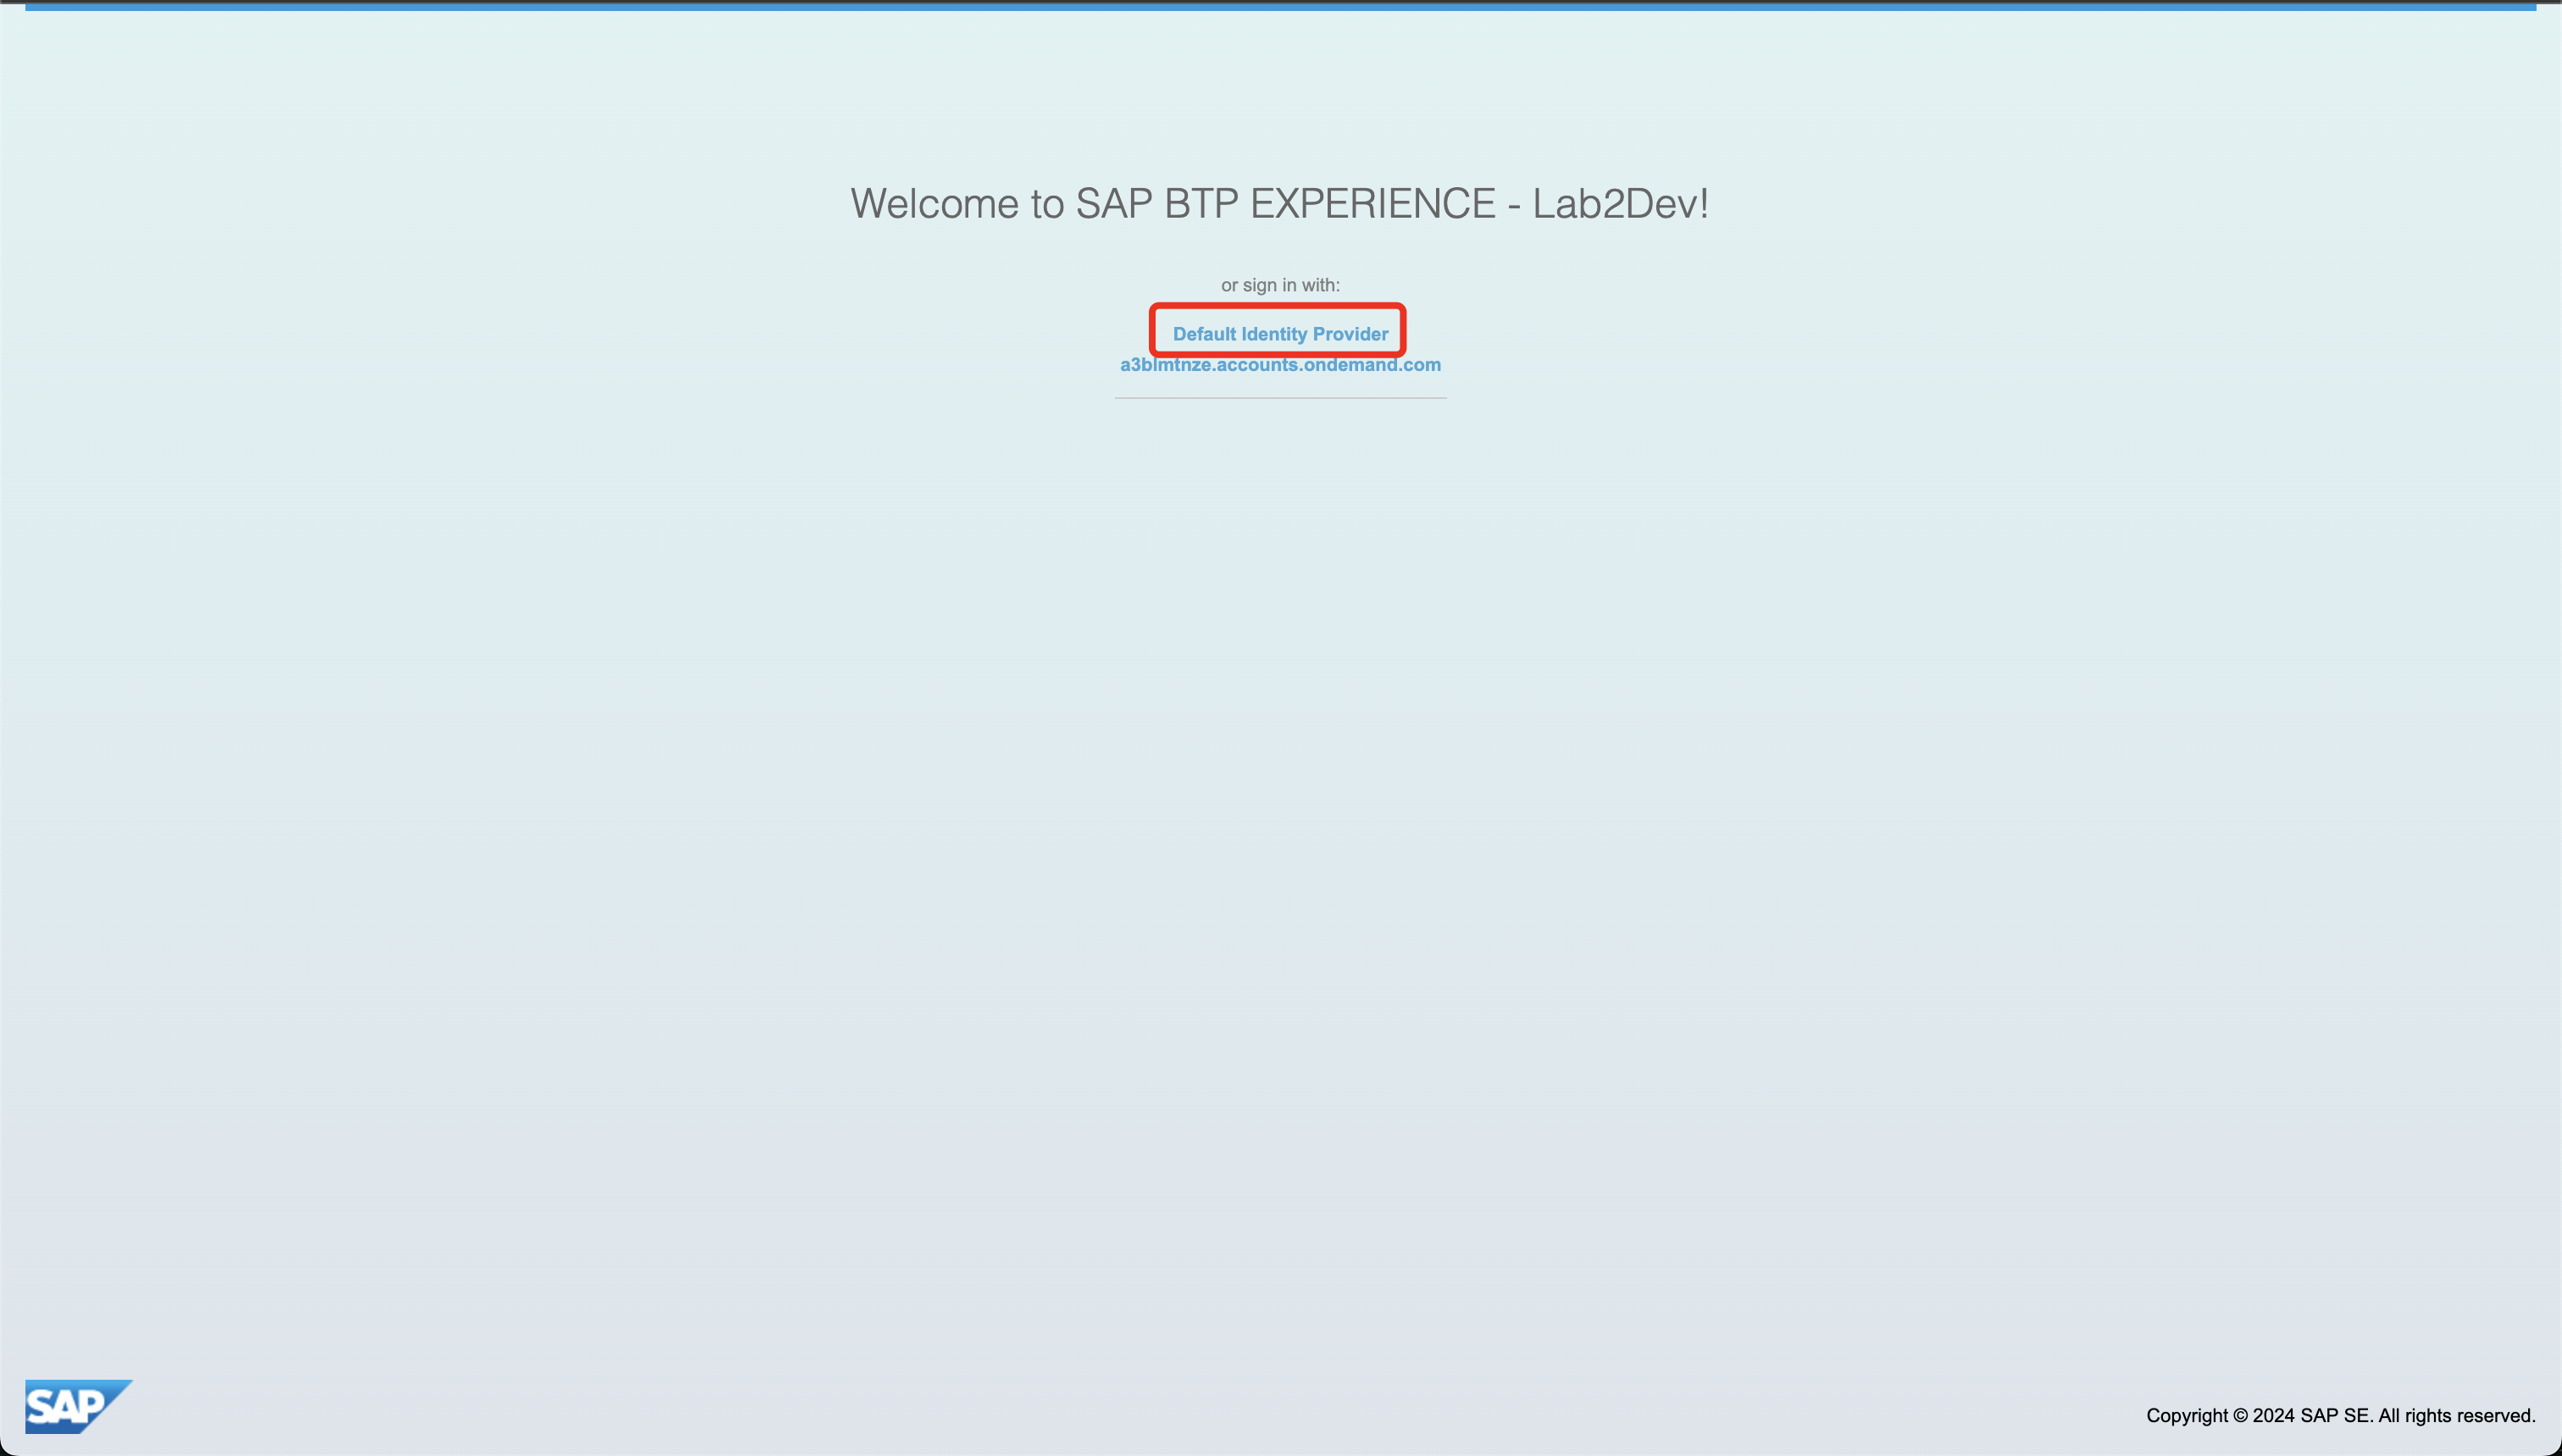 Welcome to SAP BTP EXPERIENCE - Lab2Dev!
or sign in with:
Default Identity Provider
a3blmtnze.accounts.ondemand.com
SAP
Copyright © 2024 SAP SE. All rights reserved.